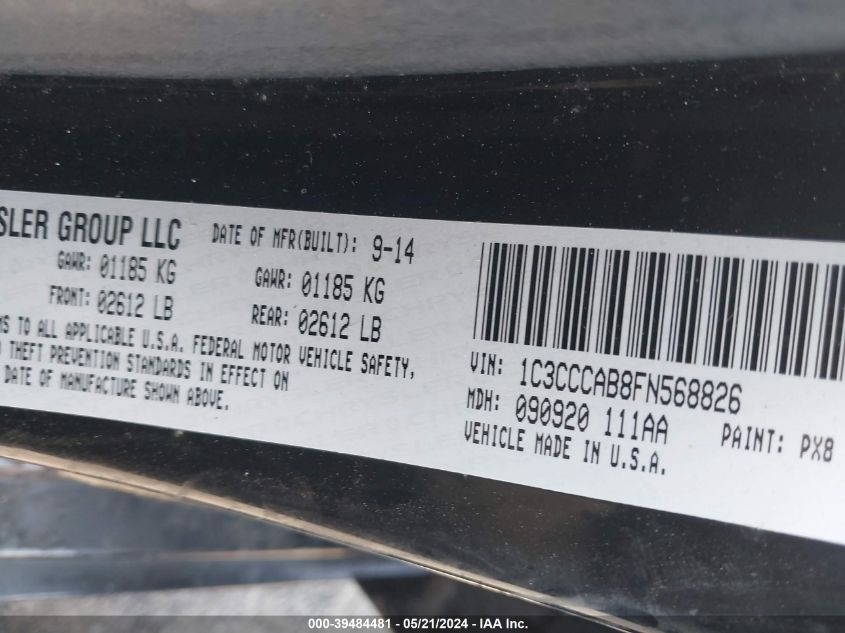 SLER GROUP LLC
DATE OF MFR(BUILT): 9-14
GAWR: 01185 KG
GAWR: 01185 KG
FRONT: 02612 LB
REAR: 02612 LB
MS TO ALL APPLICABLE U.S.A. FEDERAL MOTOR VEHICLE SAFETY,
THEFT PREVENTION STANDARDS IN EFFECT ON
DATE OF MANUFACTURE SHOWN ABOVE.
VIN: 1C3CCCAB8FN568826
MDH: 090920 111AA
PAINT: PX8
VEHICLE MADE IN U.S.A.
000-39484481 - 05/21/2024 - IAA Inc.